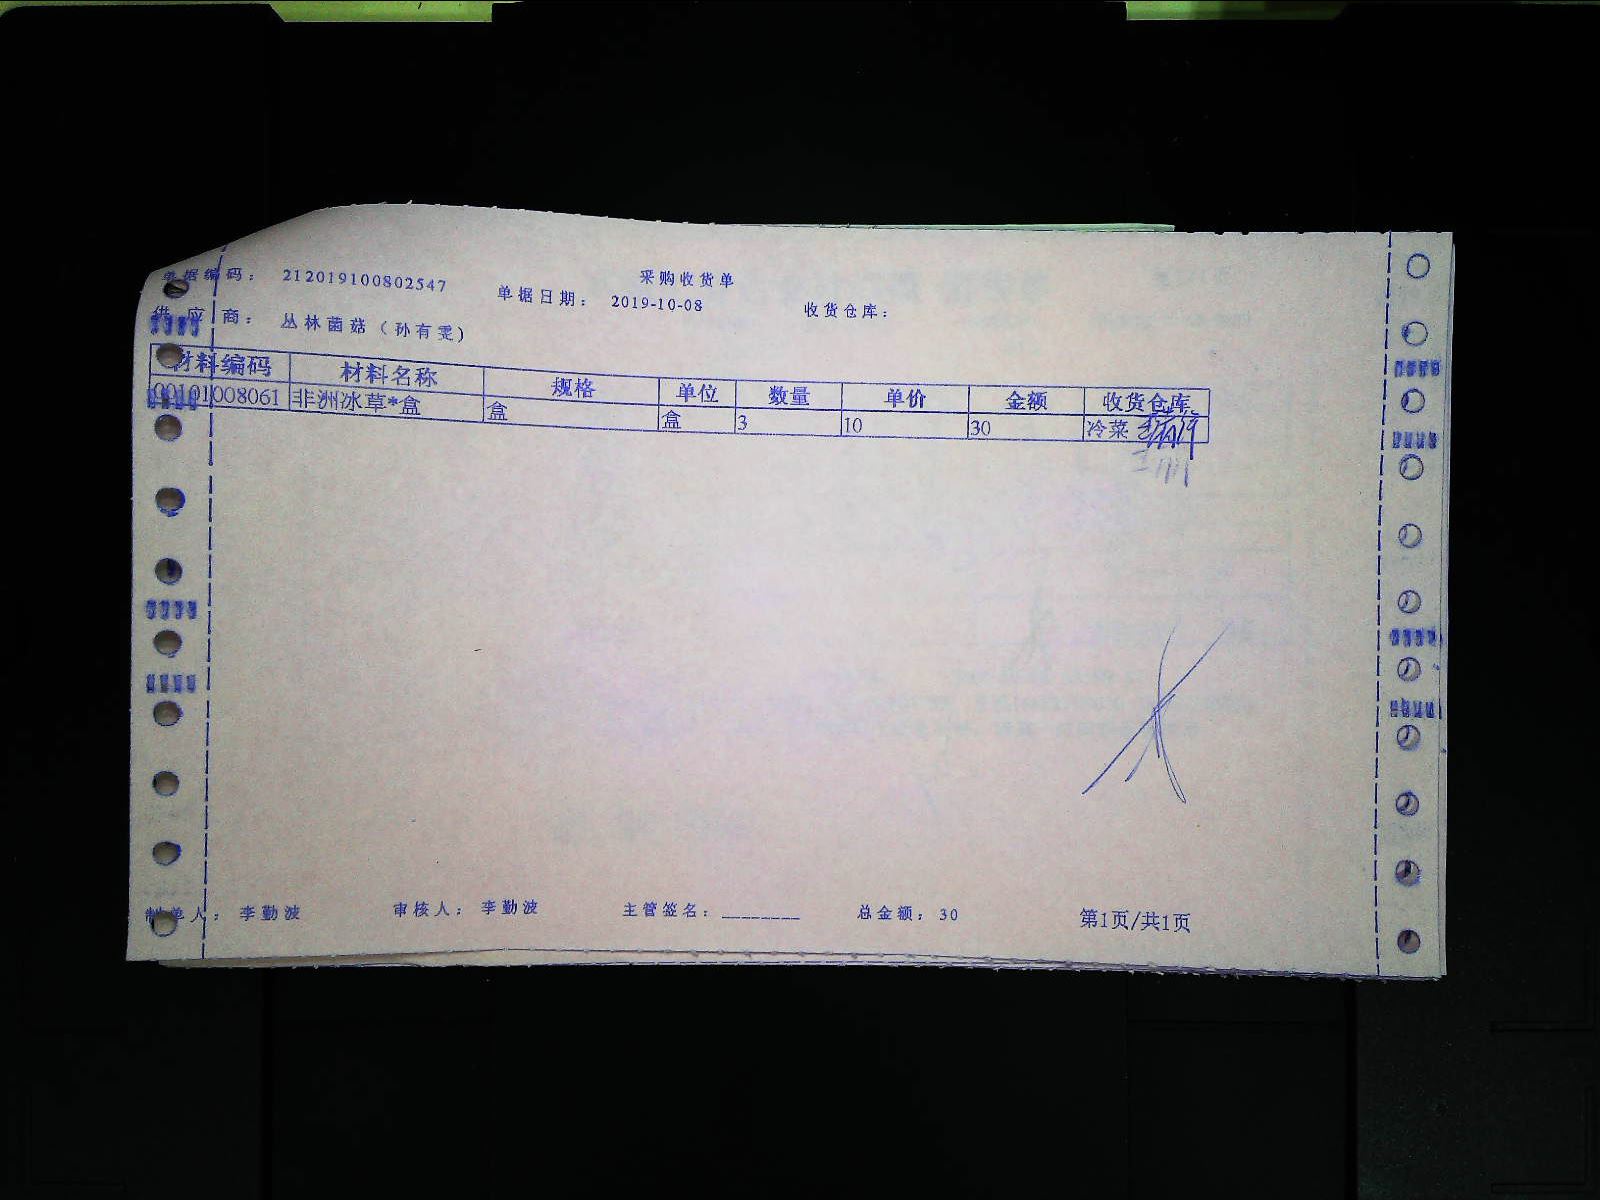 采购收货单
单据编码： 212019100802547 单据日期： 2019-10-08 收货仓库：
供应商： 丛林菌菇（孙有雯）
材料编码 材料名称 规格 单位 数量 单价 金额 收货仓库
00101008061 非洲冰草*盒 盒 盒 3 10 30 冷菜
制单人： 李勤波 审核人： 李勤波 主管签名：________ 总金额： 30 第1页/共1页